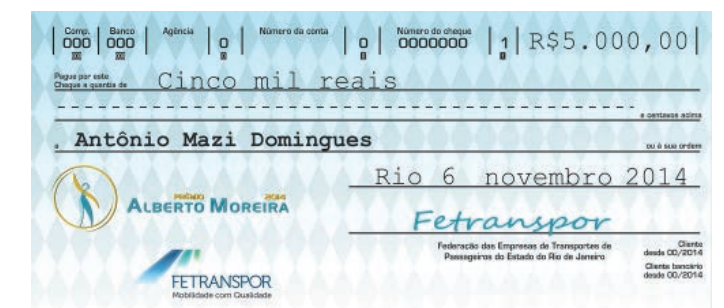 Comp. Banco Agência Número da conta Número do cheque
000 000 0 0 0000000 1 R$5.000,00
Pague por este
Cheque a quantia de Cinco mil reais
e centavos acima
a Antônio Mazi Domingues ou à sua ordem
Rio 6 novembro 2014
PRÊMIO 2014
ALBERTO MOREIRA
Fetranspor
Federação das Empresas de Transportes de
Passageiros do Estado do Rio de Janeiro
Cliente
desde 00/2014
Cliente bancário
desde 00/2014
FETRANSPOR
Mobilidade com Qualidade